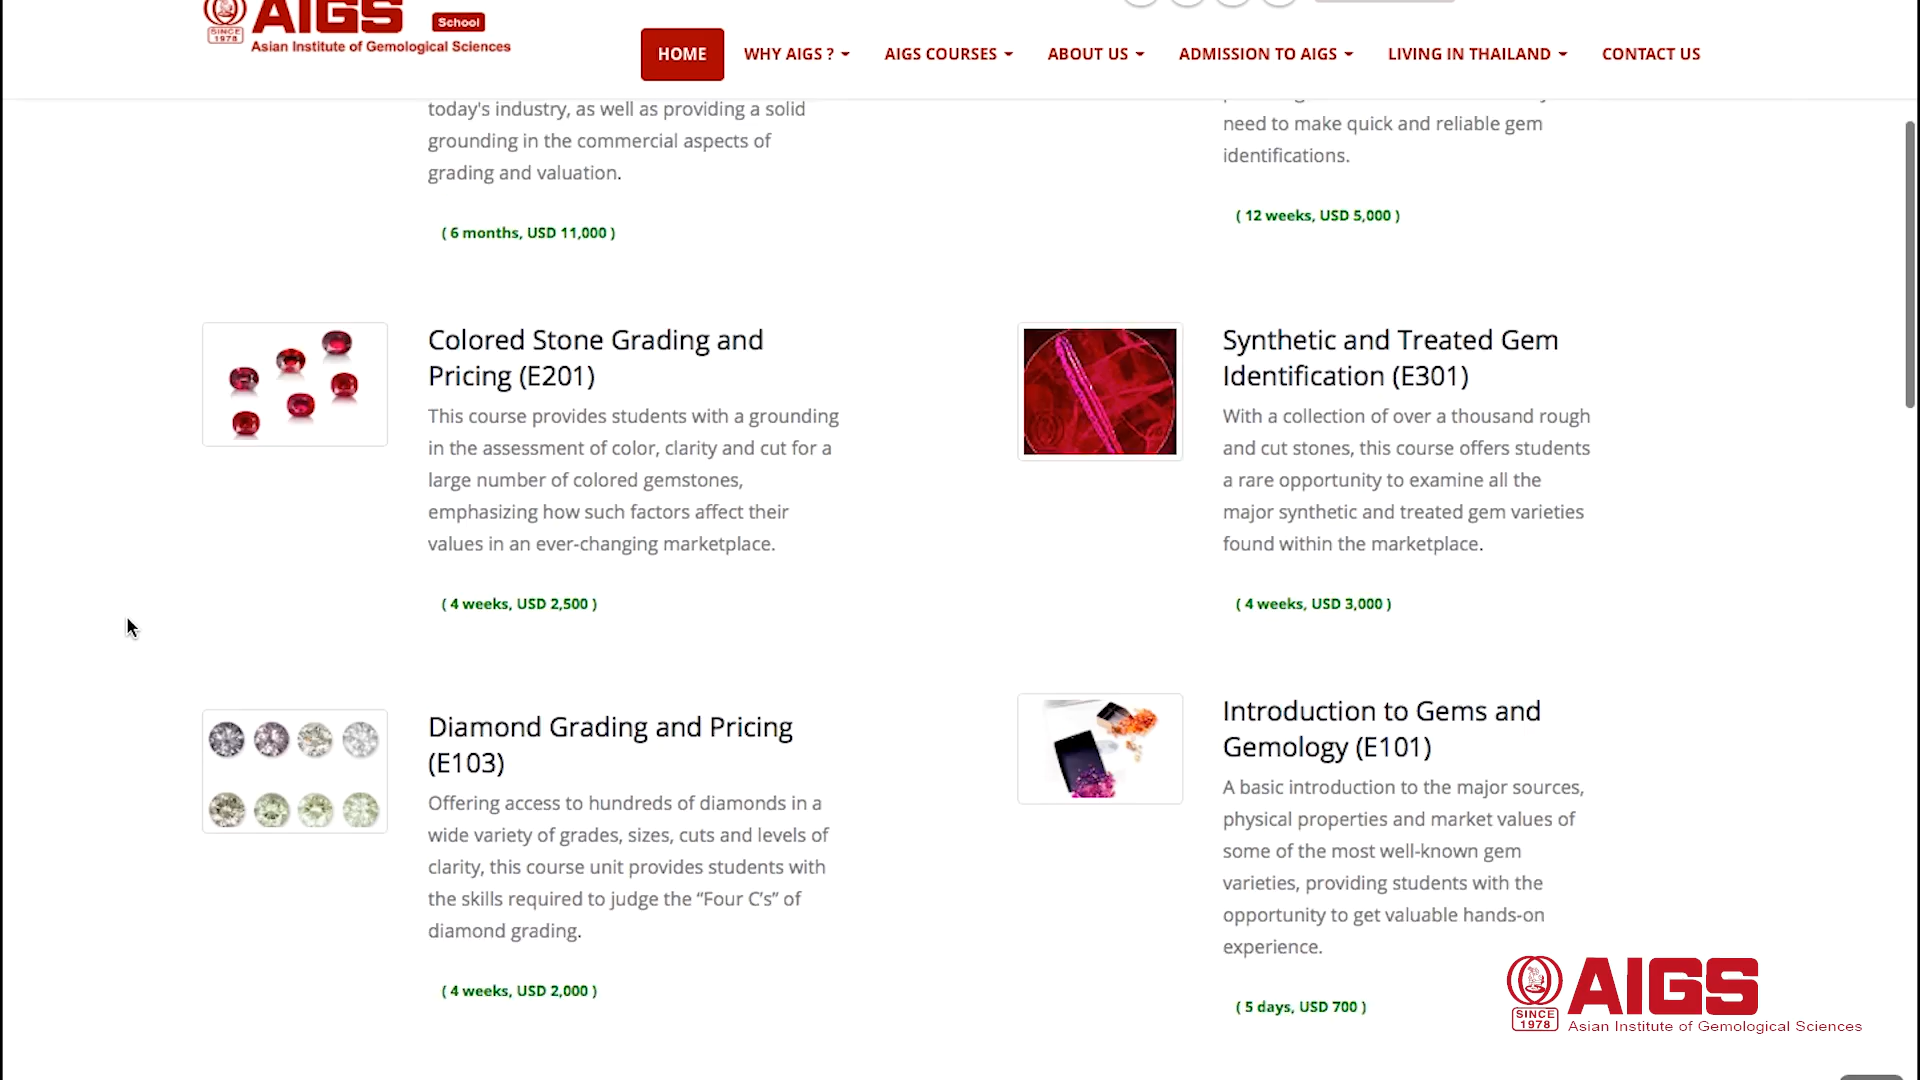 AIGS School
SINCE 1978
Asian Institute of Gemological Sciences
HOME
WHY AIGS ?
AIGS COURSES
ABOUT US
ADMISSION TO AIGS
LIVING IN THAILAND
CONTACT US
today's industry, as well as providing a solid
grounding in the commercial aspects of
grading and valuation.
( 6 months, USD 11,000 )
need to make quick and reliable gem
identifications.
( 12 weeks, USD 5,000 )
Colored Stone Grading and
Pricing (E201)
This course provides students with a grounding
in the assessment of color, clarity and cut for a
large number of colored gemstones,
emphasizing how such factors affect their
values in an ever-changing marketplace.
( 4 weeks, USD 2,500 )
Synthetic and Treated Gem
Identification (E301)
With a collection of over a thousand rough
and cut stones, this course offers students
a rare opportunity to examine all the
major synthetic and treated gem varieties
found within the marketplace.
( 4 weeks, USD 3,000 )
Diamond Grading and Pricing
(E103)
Offering access to hundreds of diamonds in a
wide variety of grades, sizes, cuts and levels of
clarity, this course unit provides students with
the skills required to judge the “Four C’s” of
diamond grading.
( 4 weeks, USD 2,000 )
Introduction to Gems and
Gemology (E101)
A basic introduction to the major sources,
physical properties and market values of
some of the most well-known gem
varieties, providing students with the
opportunity to get valuable hands-on
experience.
( 5 days, USD 700 )
AIGS
SINCE
1978
Asian Institute of Gemological Sciences